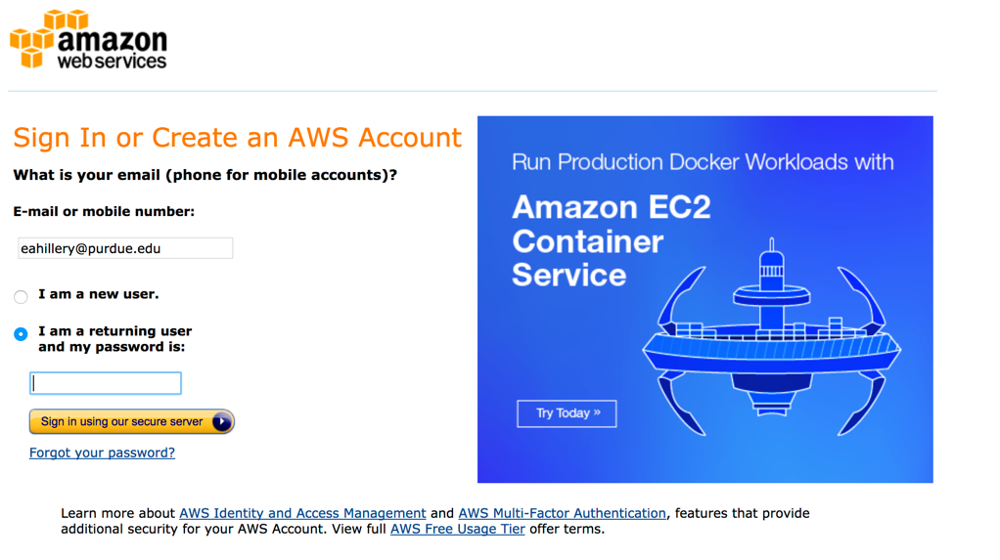 amazon
web services
Sign In or Create an AWS Account
What is your email (phone for mobile accounts)?
E-mail or mobile number:
eahillery@purdue.edu
I am a new user.
I am a returning user
and my password is:
Sign in using our secure server
Forgot your password?
Run Production Docker Workloads with
Amazon EC2
Container
Service
Try Today »
Learn more about AWS Identity and Access Management and AWS Multi-Factor Authentication, features that provide
additional security for your AWS Account. View full AWS Free Usage Tier offer terms.